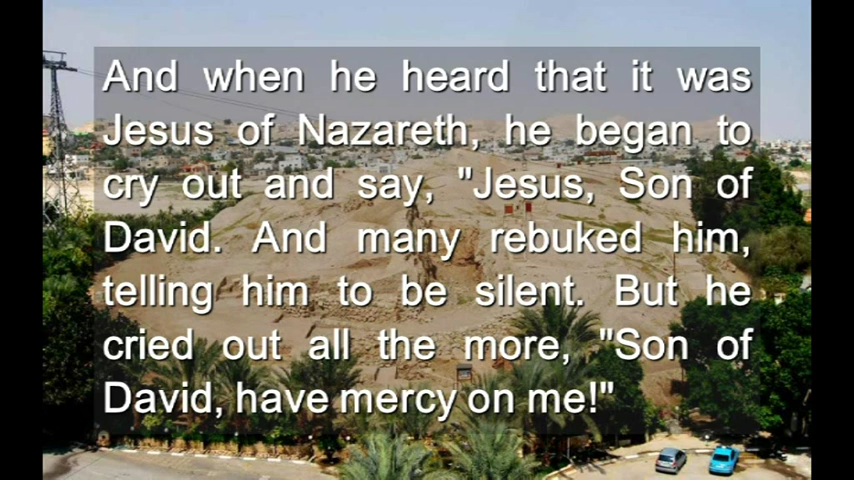 And when he heard that it was
Jesus of Nazareth, he began to
cry out and say, "Jesus, Son of
David. And many rebuked him,
telling him to be silent. But he
cried out all the more, "Son of
David, have mercy on me!"